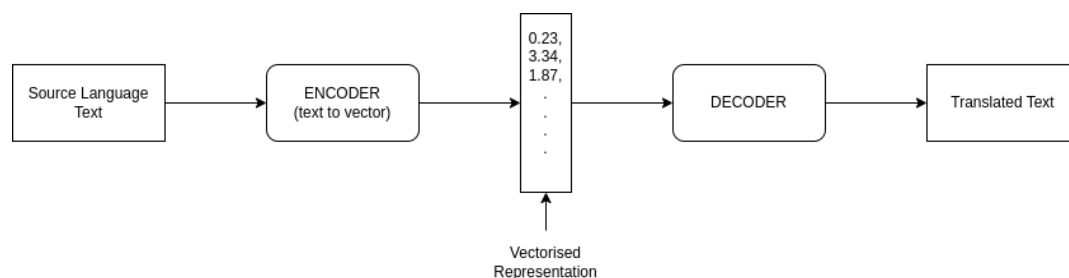 Source Language
Text
ENCODER
(text to vector)
0.23,
3.34,
1.87,
.
.
.
.
DECODER
Translated Text
Vectorised
Representation